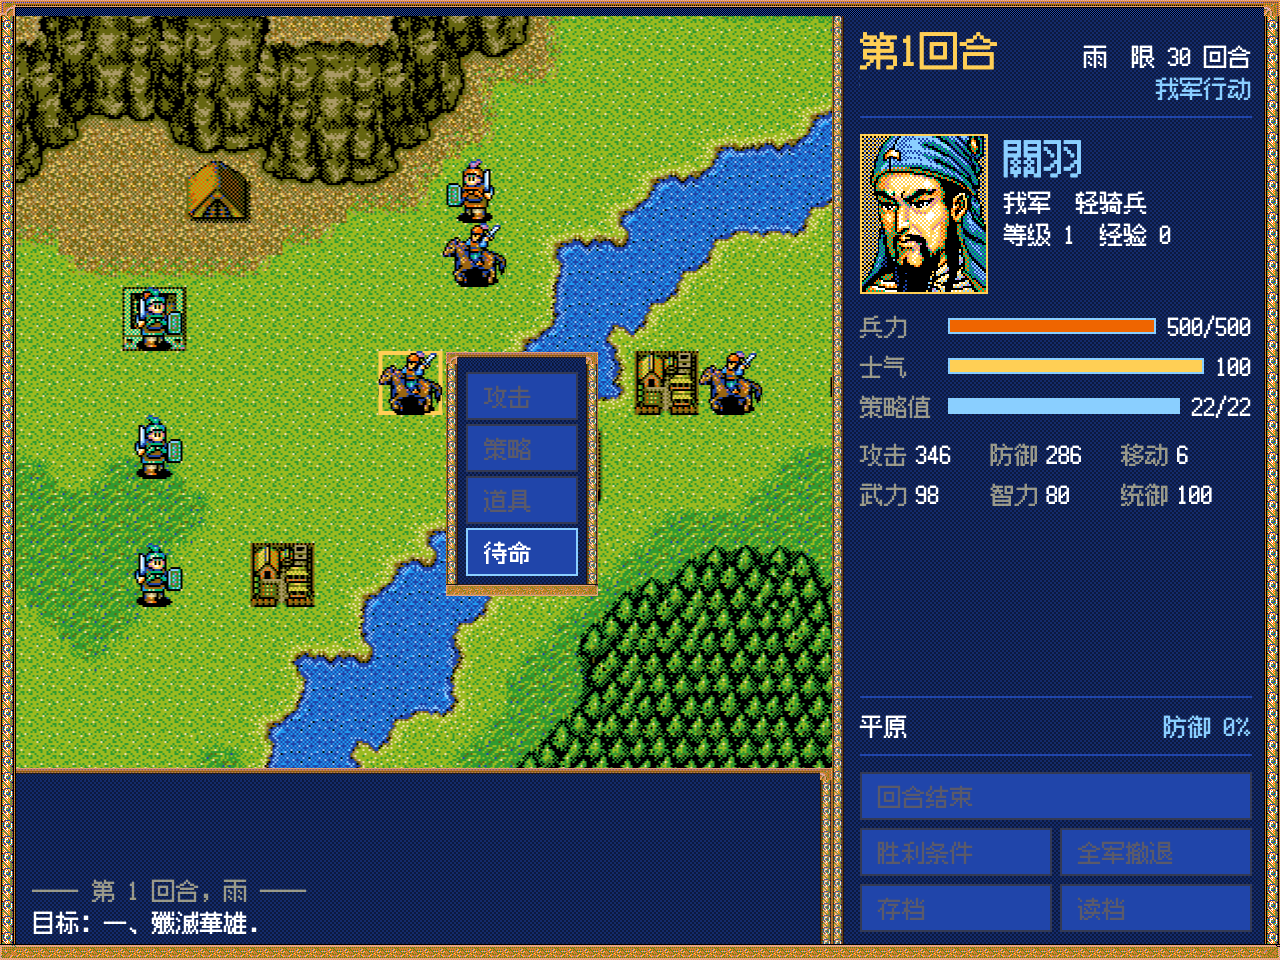 第1回合
雨 限 30 回合
我军行动
關羽
我军 轻骑兵
等级 1 经验 0
兵力 500/500
士气 100
策略值 22/22
攻击 346 防御 286 移动 6
武力 98 智力 80 统御 100
攻击
策略
道具
待命
平原 防御 0%
回合结束
胜利条件 全军撤退
存档 读档
—— 第 1 回合，雨 ——
目标：一、殲滅華雄．